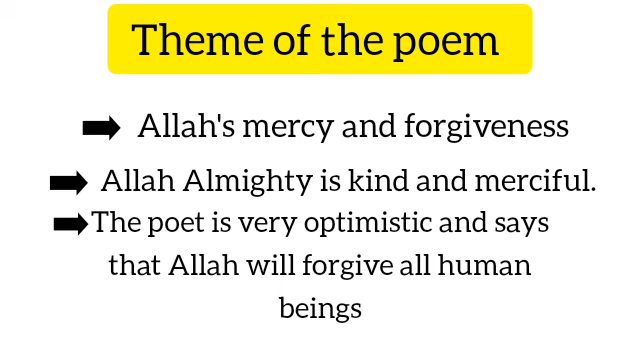 Theme of the poem
Allah's mercy and forgiveness
Allah Almighty is kind and merciful.
The poet is very optimistic and says
that Allah will forgive all human
beings